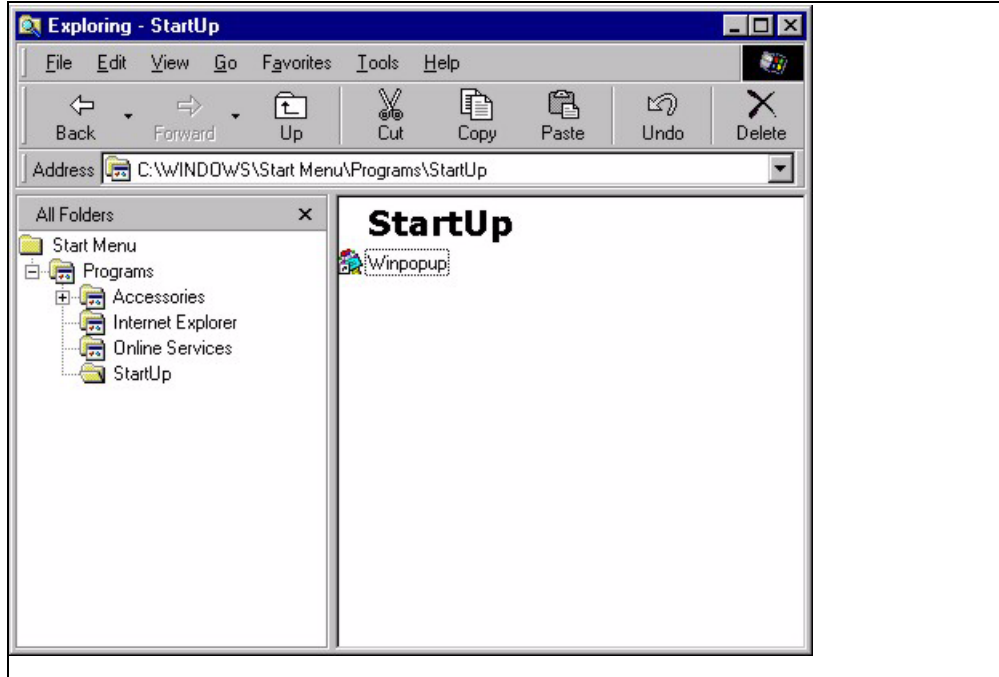 Exploring - StartUp
File Edit View Go Favorites Tools Help
Back Forward Up Cut Copy Paste Undo Delete
Address C:\WINDOWS\Start Menu\Programs\StartUp
All Folders
Start Menu
Programs
Accessories
Internet Explorer
Online Services
StartUp
StartUp
Winpopup